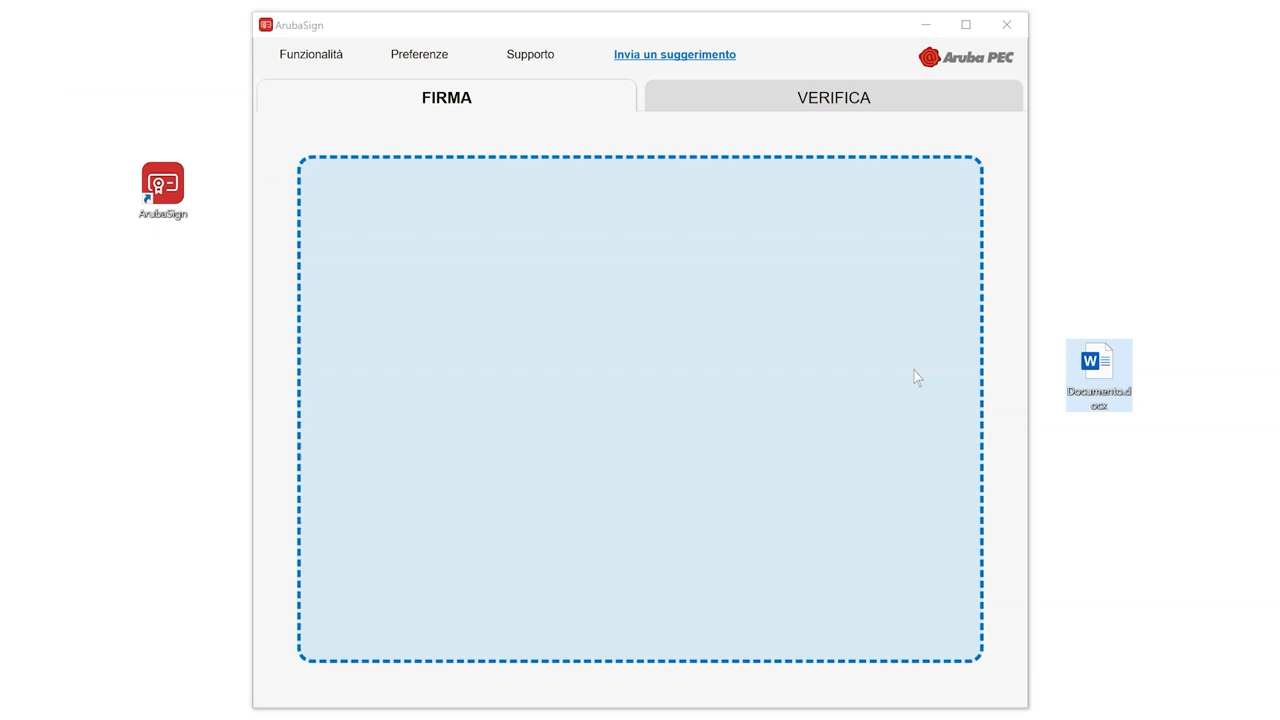 ArubaSign
Funzionalità Preferenze Supporto Invia un suggerimento
Aruba PEC
FIRMA VERIFICA
ArubaSign
W
Documento.d
ocx